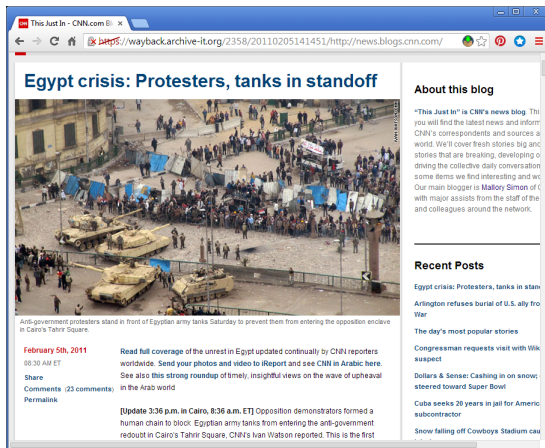 This Just In - CNN.com Bl
https://wayback.archive-it.org/2358/20110205141451/http://news.blogs.cnn.com/
Egypt crisis: Protesters, tanks in standoff
Anti-government protesters stand in front of Egyptian army tanks Saturday to prevent them from entering the opposition enclave
in Cairo's Tahrir Square.
February 5th, 2011
08:30 AM ET
Share
Comments (23 comments)
Permalink
Read full coverage of the unrest in Egypt updated continually by CNN reporters
worldwide. Send your photos and video to iReport and see CNN in Arabic here.
See also this strong roundup of timely, insightful views on the wave of upheaval
in the Arab world
[Update 3:36 p.m. in Cairo, 8:36 a.m. ET] Opposition demonstrators formed a
human chain to block Egyptian army tanks from entering the anti-government
redoubt in Cairo's Tahrir Square, CNN's Ivan Watson reported. This is the first
About this blog
"This Just In" is CNN's news blog. Thi
you will find the latest news and inform
CNN's correspondents and sources a
world. We'll cover fresh stories big anc
stories that are breaking, developing o
driving the collective daily conversation
some items we find interesting and wo
Our main blogger is Mallory Simon of C
with major assists from the staff of the
and colleagues around the network.
Recent Posts
Egypt crisis: Protesters, tanks in stand
Arlington refuses burial of U.S. ally fro
War
The day's most popular stories
Congressman requests visit with Wik
suspect
Dollars & Sense: Cashing in on snow;
steered toward Super Bowl
Cuba seeks 20 years in jail for Americ
subcontractor
Snow falling off Cowboys Stadium cau